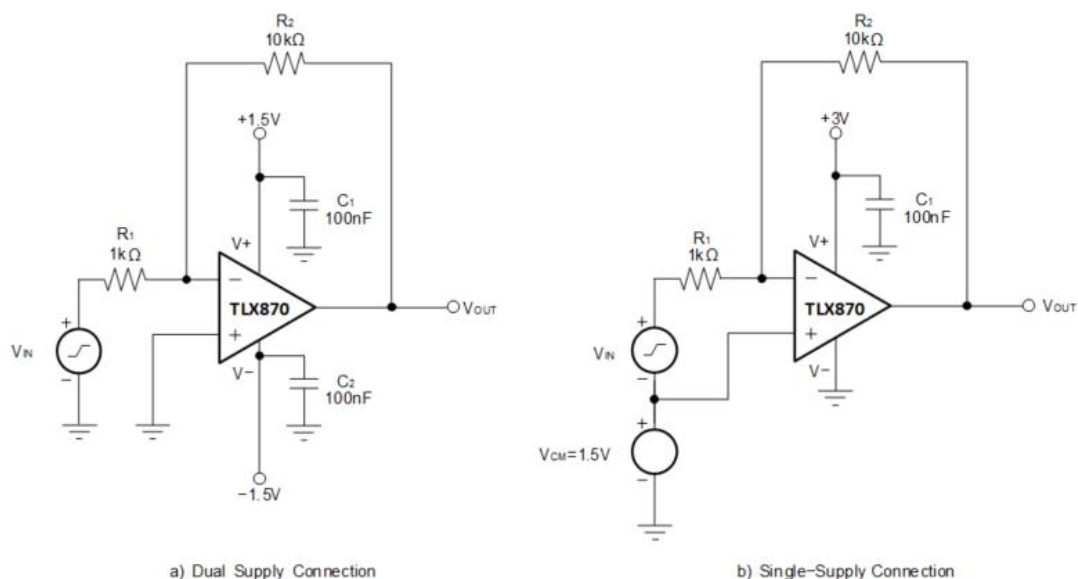 R2
10kΩ
+1.5V
C1
100nF
R1
1kΩ
V+
−
TLX870
+
V−
VOUT
+
VIN
−
C2
100nF
−1.5V
a) Dual Supply Connection
R2
10kΩ
+3V
C1
100nF
R1
1kΩ
V+
−
TLX870
+
V−
VOUT
+
VIN
−
+
VCM=1.5V
−
b) Single−Supply Connection